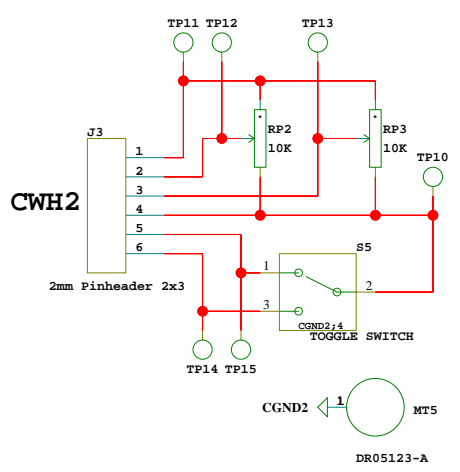 TP11 TP12 TP13
J3
RP2
10K
RP3
10K
TP10
1
2
3
4
5
6
CWH2
2mm Pinheader 2x3
S5
1
2
3
CGND2;4
TOGGLE SWITCH
TP14 TP15
CGND2
1
MT5
DR05123-A